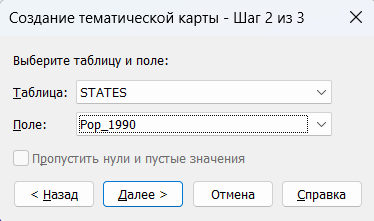 Создание тематической карты - Шаг 2 из 3
Выберите таблицу и поле:
Таблица: STATES
Поле: Pop_1990
Пропустить нули и пустые значения
< Назад Далее > Отмена Справка